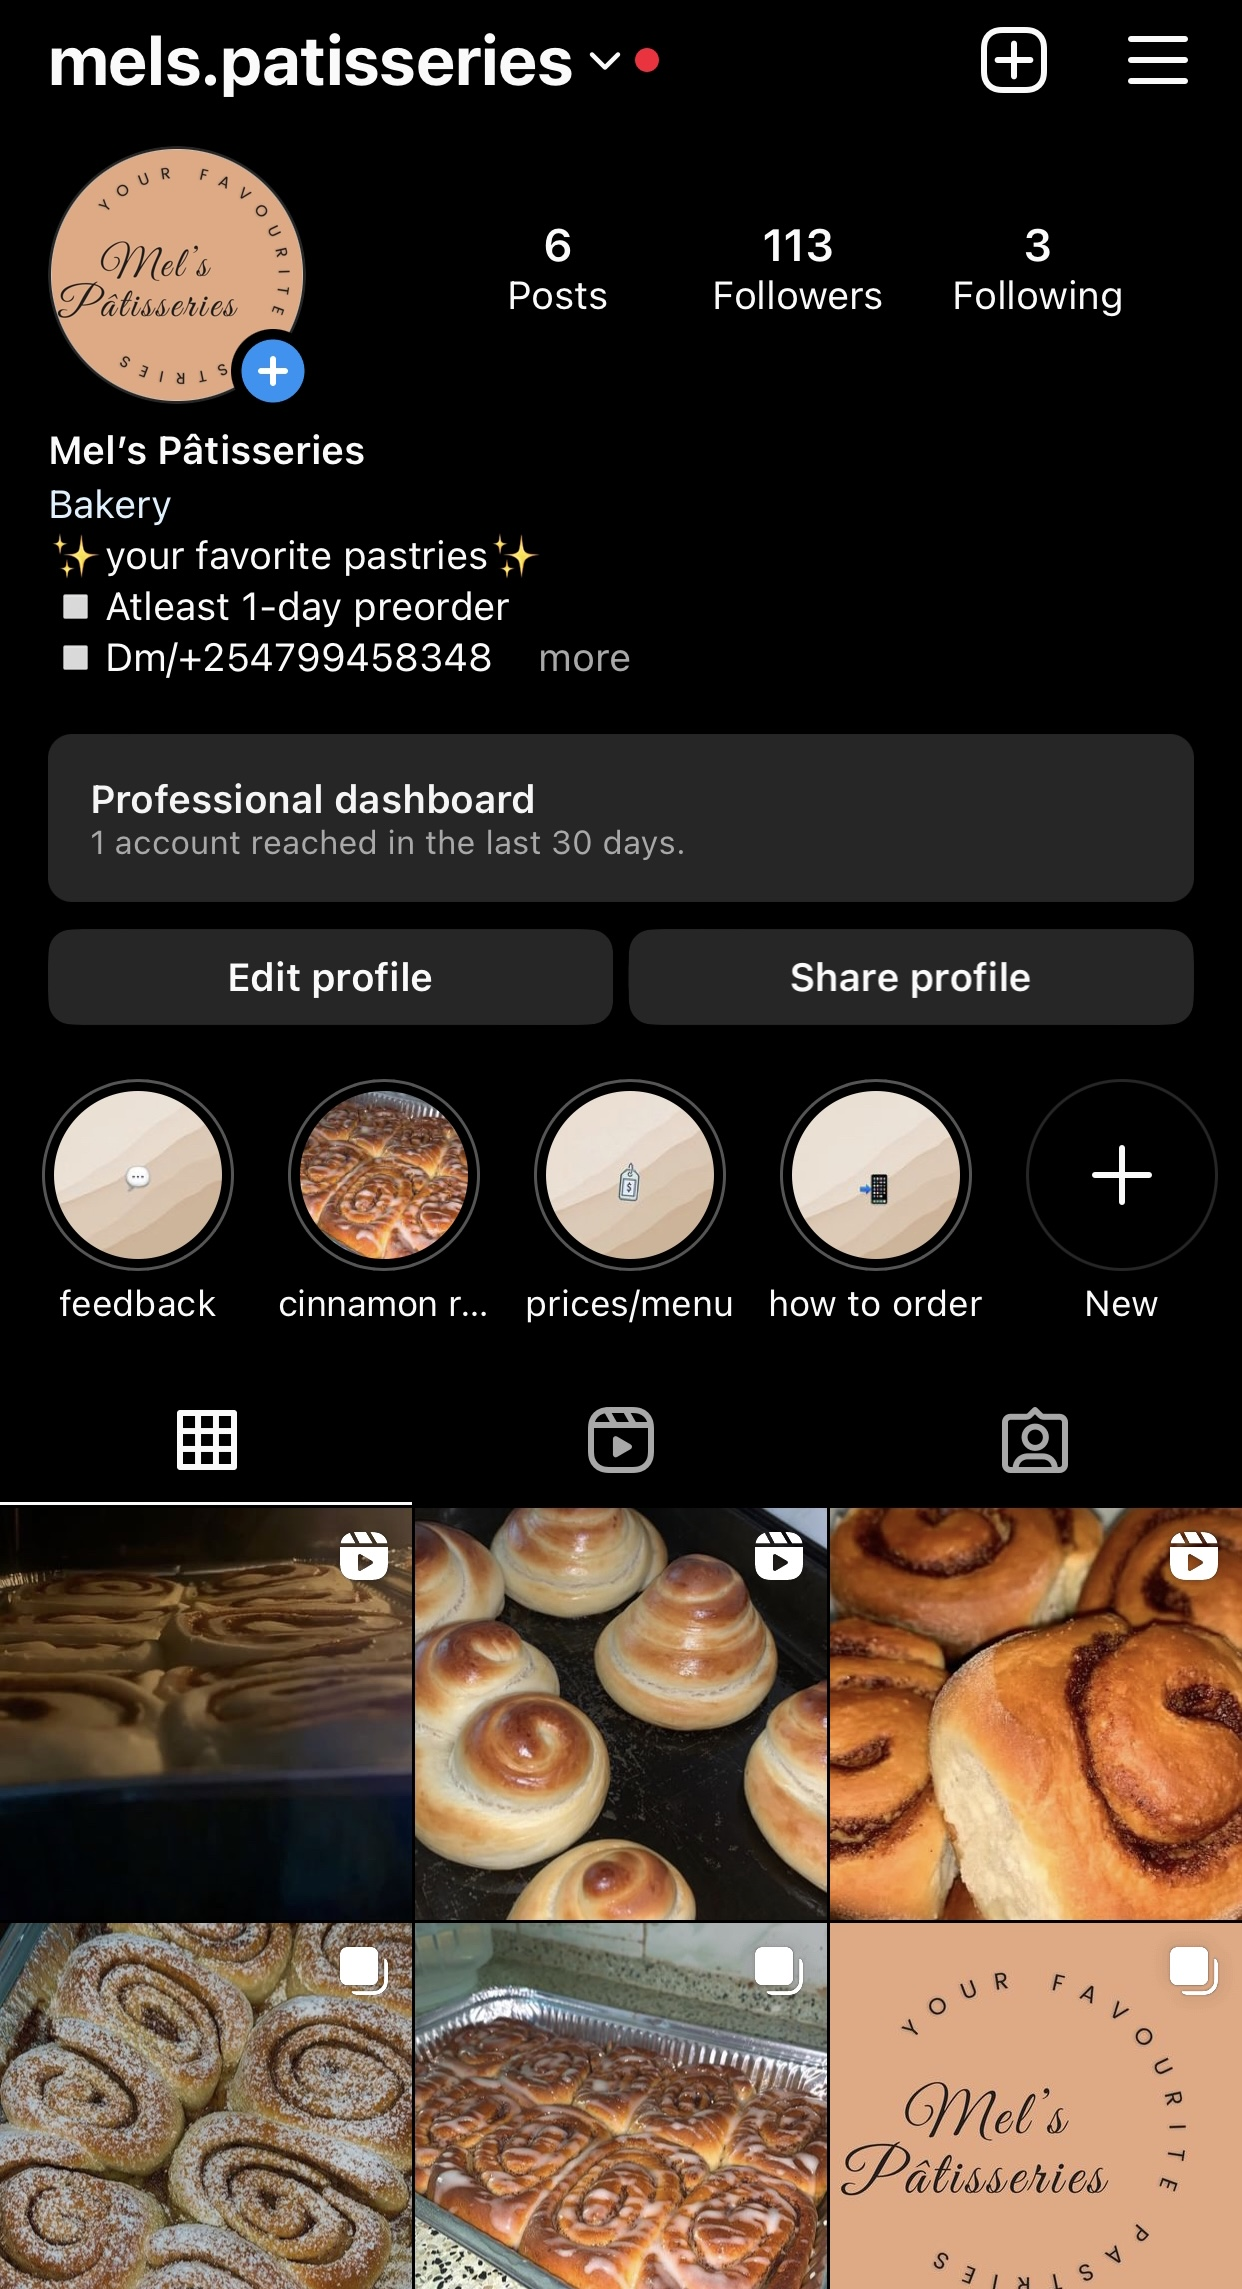 mels.patisseries
YOUR FAVOURITE
Mel's
Pâtisseries
STRIES
6
Posts
113
Followers
3
Following
Mel's Pâtisseries
Bakery
✨your favorite pastries✨
◽ Atleast 1-day preorder
◽ Dm/+254799458348 more
Professional dashboard
1 account reached in the last 30 days.
Edit profile
Share profile
feedback
cinnamon r...
$
prices/menu
how to order
New
YOUR FAVOURITE
Mel's
Pâtisseries
PASTRIES